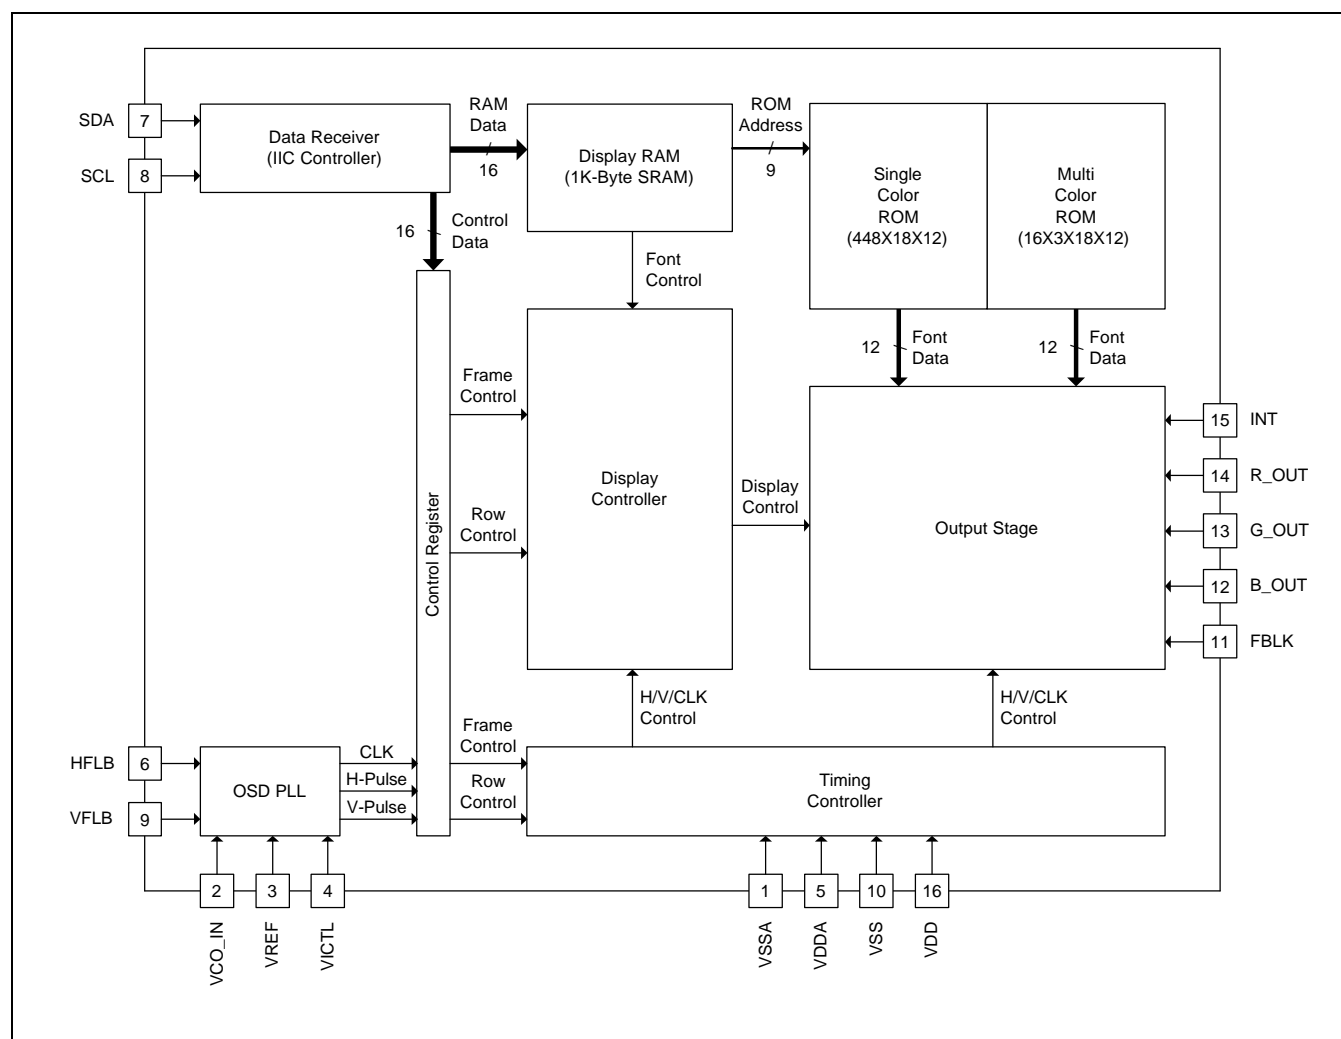 SDA
7
SCL
8
Data Receiver
(IIC Controller)
RAM
Data
16
Display RAM
(1K-Byte SRAM)
ROM
Address
9
Single
Color
ROM
(448X18X12)
Multi
Color
ROM
(16X3X18X12)
16
Control
Data
Font
Control
12
Font
Data
12
Font
Data
Control Register
Frame
Control
Row
Control
Display
Controller
Display
Control
Output Stage
15
INT
14
R_OUT
13
G_OUT
12
B_OUT
11
FBLK
H/V/CLK
Control
H/V/CLK
Control
HFLB
6
VFLB
9
OSD PLL
CLK
H-Pulse
V-Pulse
Frame
Control
Row
Control
Timing
Controller
2
3
4
1
5
10
16
VCO_IN
VREF
VICTL
VSSA
VDDA
VSS
VDD